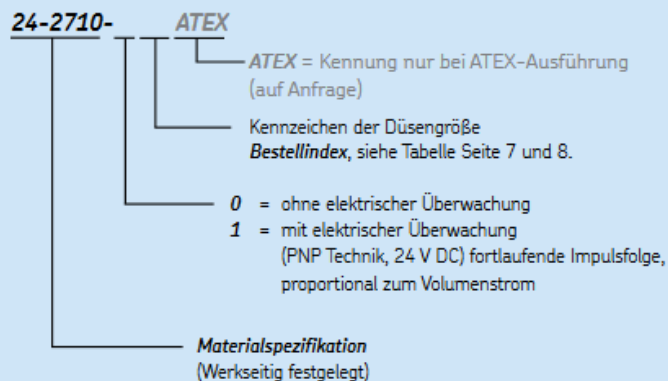 24-2710- _ _ ATEX
ATEX = Kennung nur bei ATEX-Ausführung
(auf Anfrage)
Kennzeichen der Düsengröße
Bestellindex, siehe Tabelle Seite 7 und 8.
0 = ohne elektrischer Überwachung
1 = mit elektrischer Überwachung
(PNP Technik, 24 V DC) fortlaufende Impulsfolge,
proportional zum Volumenstrom
Materialspezifikation
(Werkseitig festgelegt)